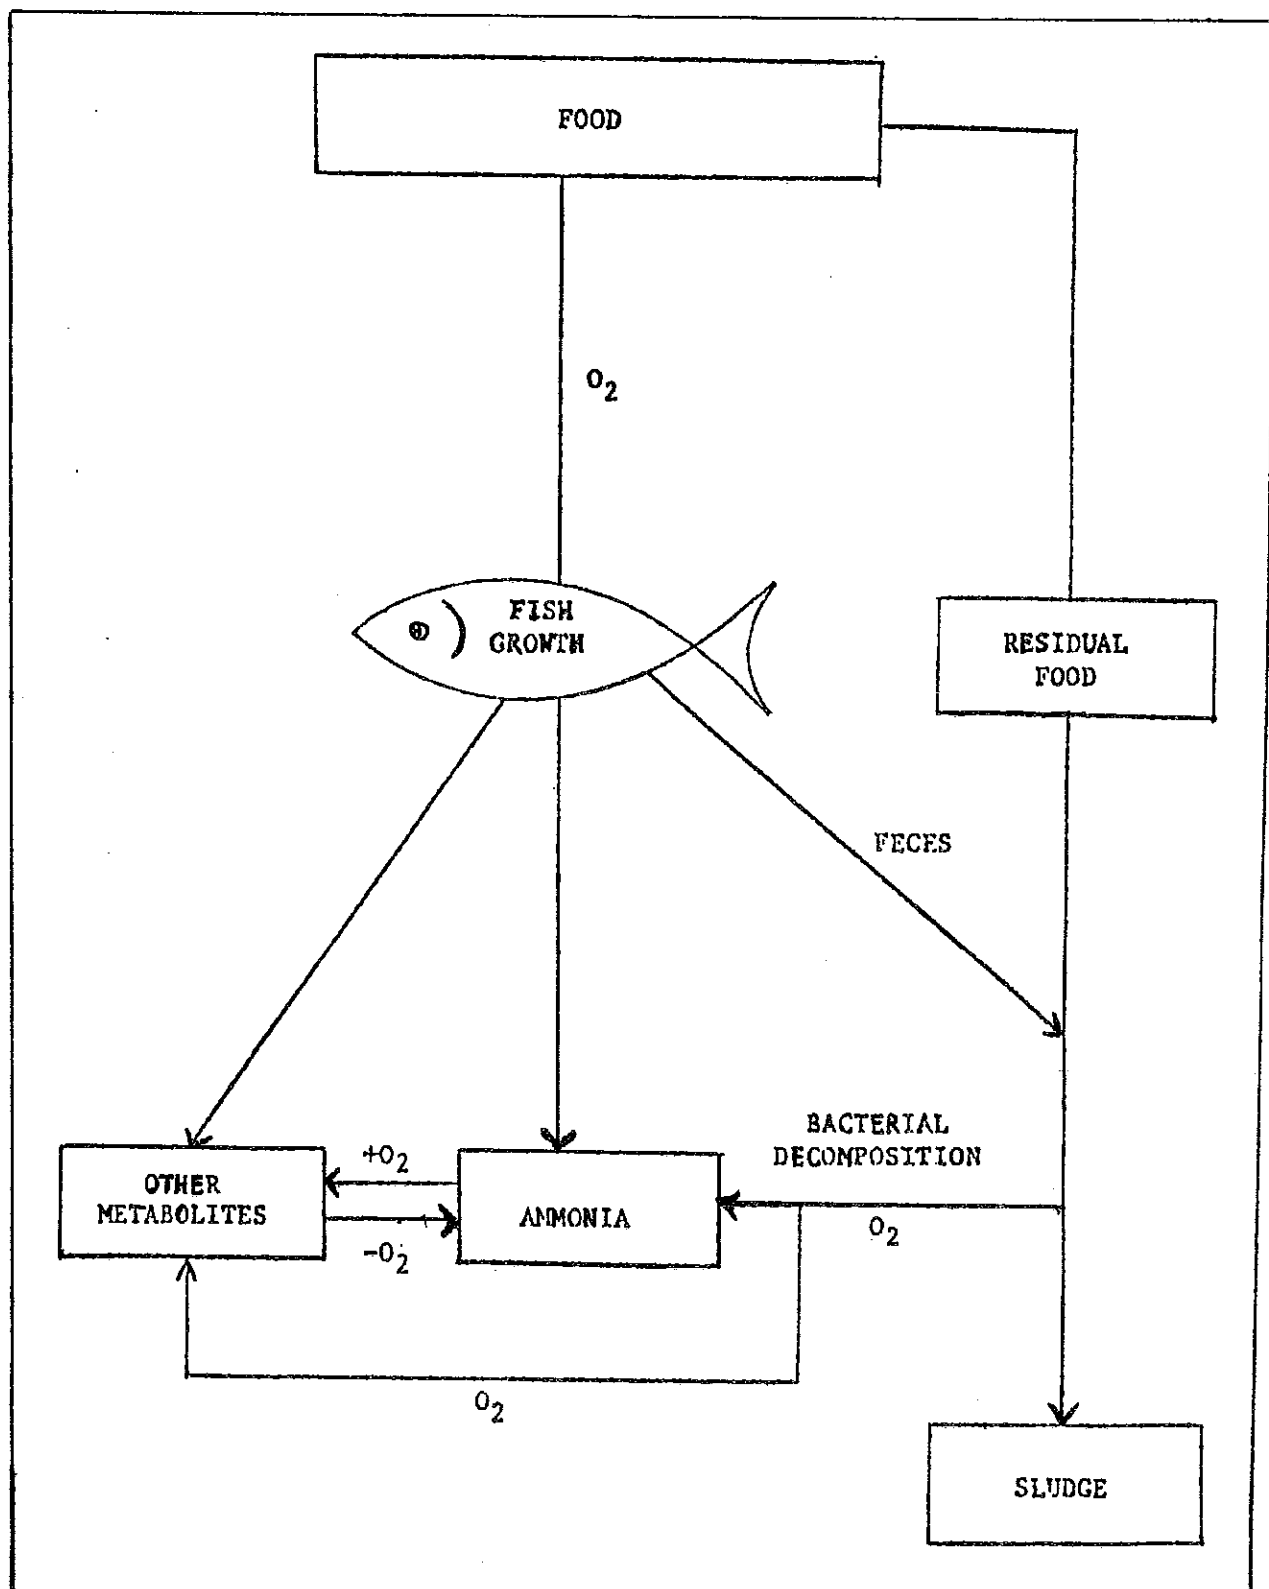 FOOD
O2
FISH
GROWTH
RESIDUAL
FOOD
FECES
BACTERIAL
DECOMPOSITION
+O2
OTHER
METABOLITES
AMMONIA
O2
-O2
O2
SLUDGE